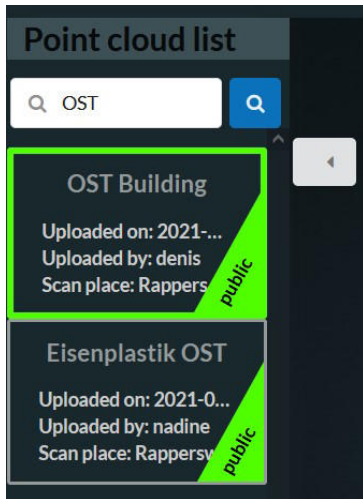 Point cloud list
OST
OST Building
Uploaded on: 2021-...
Uploaded by: denis
Scan place: Rappers
public
Eisenplastik OST
Uploaded on: 2021-0...
Uploaded by: nadine
Scan place: Rappersw
public